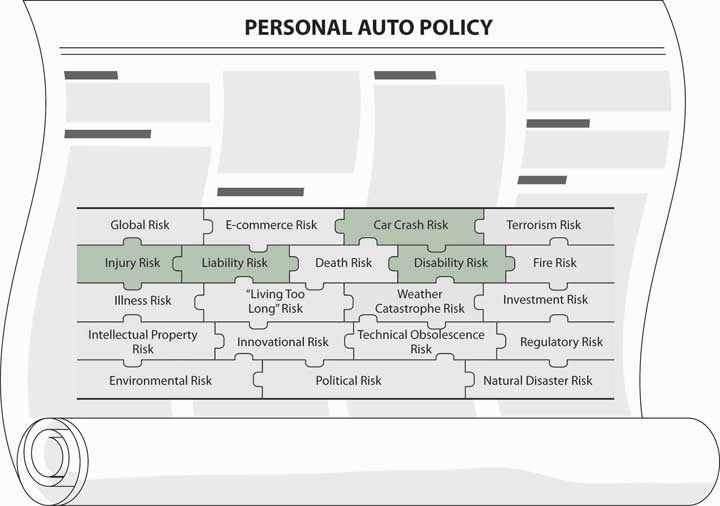 PERSONAL AUTO POLICY
Global Risk
E-commerce Risk
Car Crash Risk
Terrorism Risk
Injury Risk
Liability Risk
Death Risk
Disability Risk
Fire Risk
Illness Risk
“Living Too
Long” Risk
Weather
Catastrophe Risk
Investment Risk
Intellectual Property
Risk
Innovational Risk
Technical Obsolescence
Risk
Regulatory Risk
Environmental Risk
Political Risk
Natural Disaster Risk